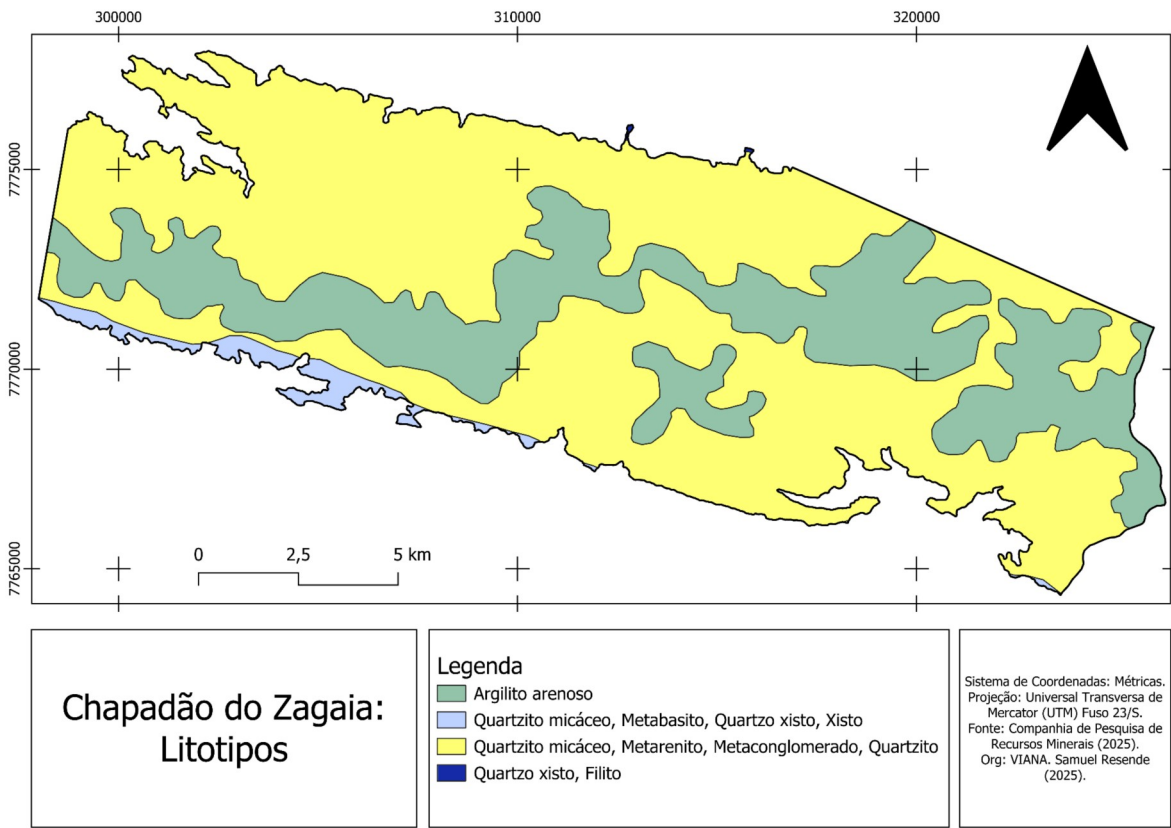 300000
310000
320000
7775000
7770000
7765000
0
2,5
5 km
Chapadão do Zagaia:
Litotipos
Legenda
Argilito arenoso
Quartzito micáceo, Metabasito, Quartzo xisto, Xisto
Quartzito micáceo, Metarenito, Metaconglomerado, Quartzito
Quartzo xisto, Filito
Sistema de Coordenadas: Métricas.
Projeção: Universal Transversa de
Mercator (UTM) Fuso 23/S.
Fonte: Companhia de Pesquisa de
Recursos Minerais (2025).
Org: VIANA. Samuel Resende
(2025).